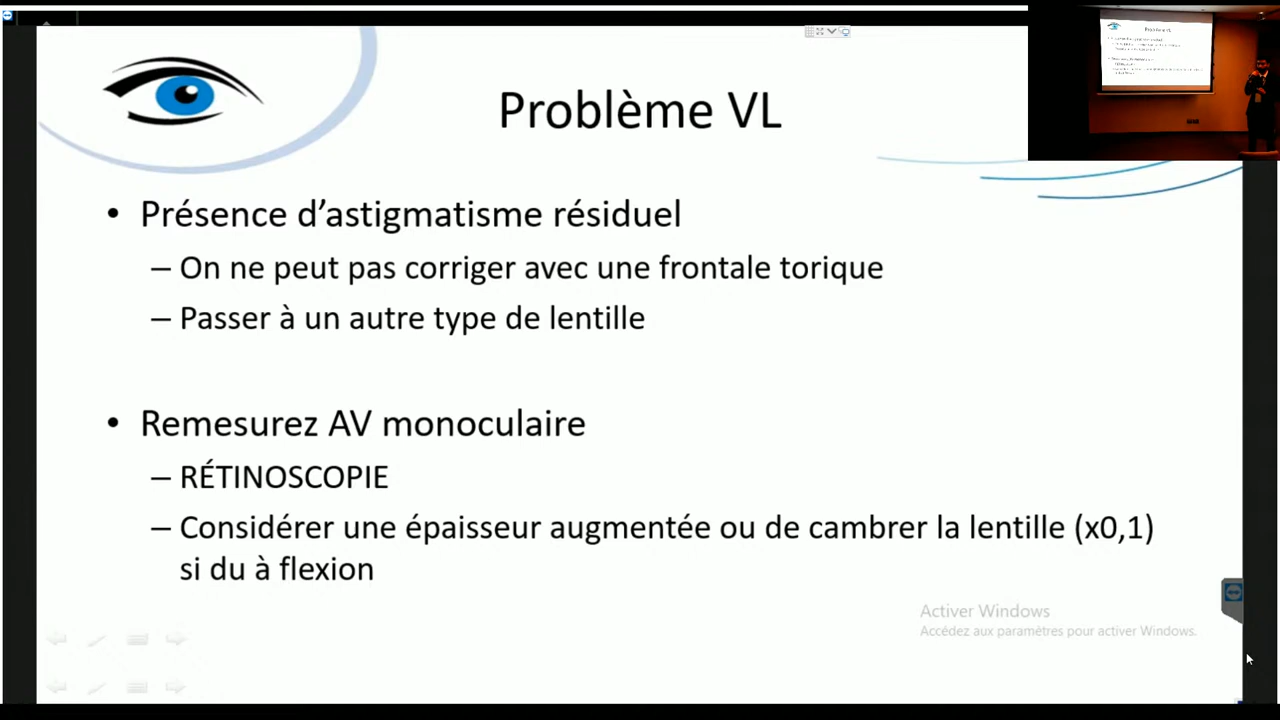 Problème VL
• Présence d’astigmatisme résiduel
– On ne peut pas corriger avec une frontale torique
– Passer à un autre type de lentille
• Remesurez AV monoculaire
– RÉTINOSCOPIE
– Considérer une épaisseur augmentée ou de cambrer la lentille (x0,1)
si du à flexion
Activer Windows
Accédez aux paramètres pour activer Windows.
Problème VL